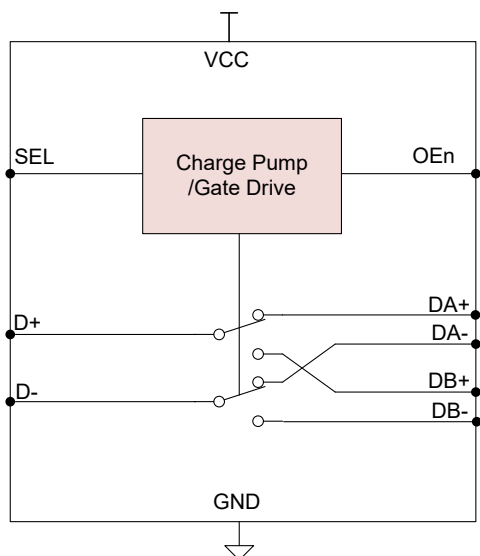 VCC
SEL
Charge Pump
/Gate Drive
OEn
D+
DA+
DA-
D-
DB+
DB-
GND